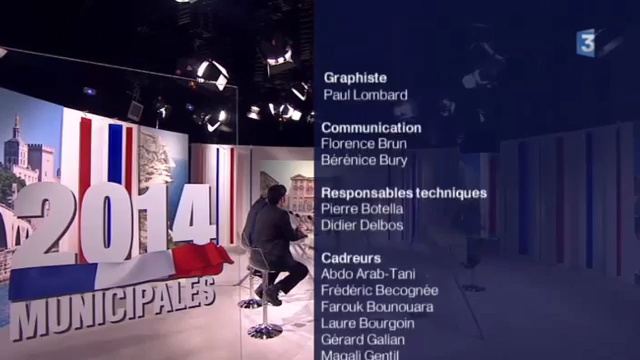 3
Graphiste
Paul Lombard
Communication
Florence Brun
Bérénice Bury
Responsables techniques
Pierre Botella
Didier Delbos
Cadreurs
Abdo Arab-Tani
Frédéric Becognée
Farouk Bounouara
Laure Bourgoin
Gérard Galian
Magali Gentil
2014
MUNICIPALES